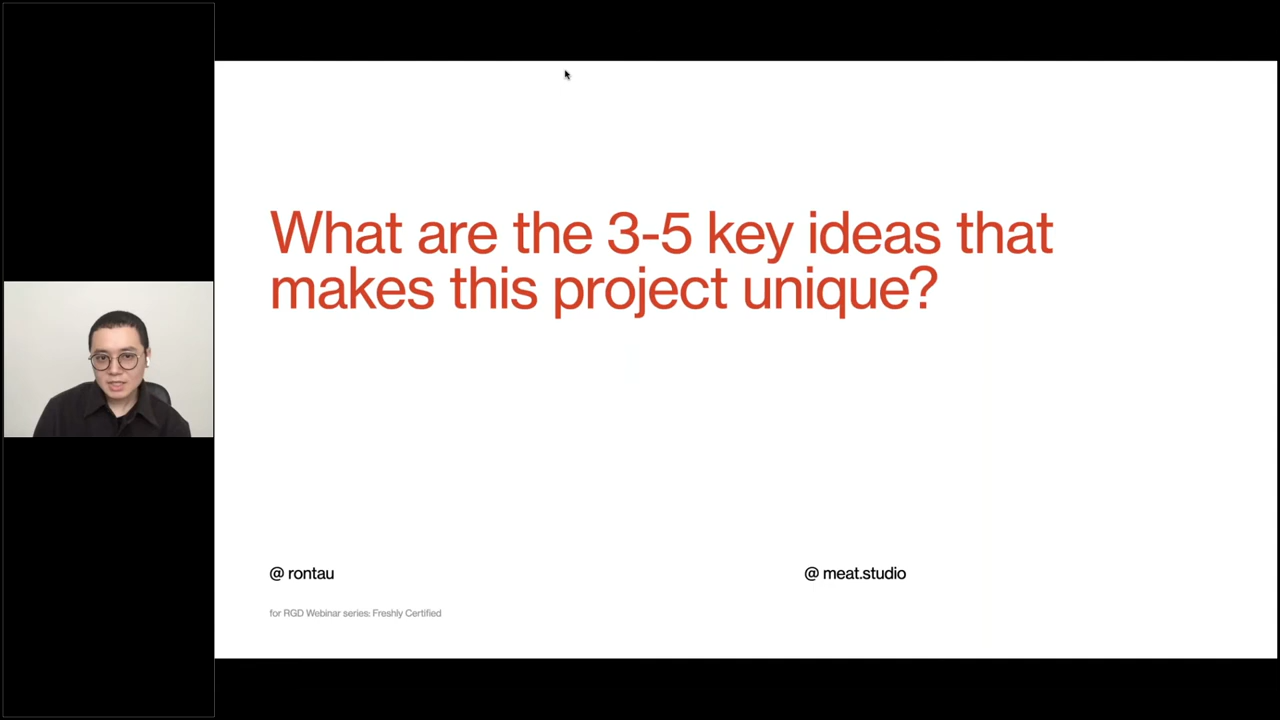 What are the 3-5 key ideas that
makes this project unique?
@ rontau
@ meat.studio
for RGD Webinar series: Freshly Certified